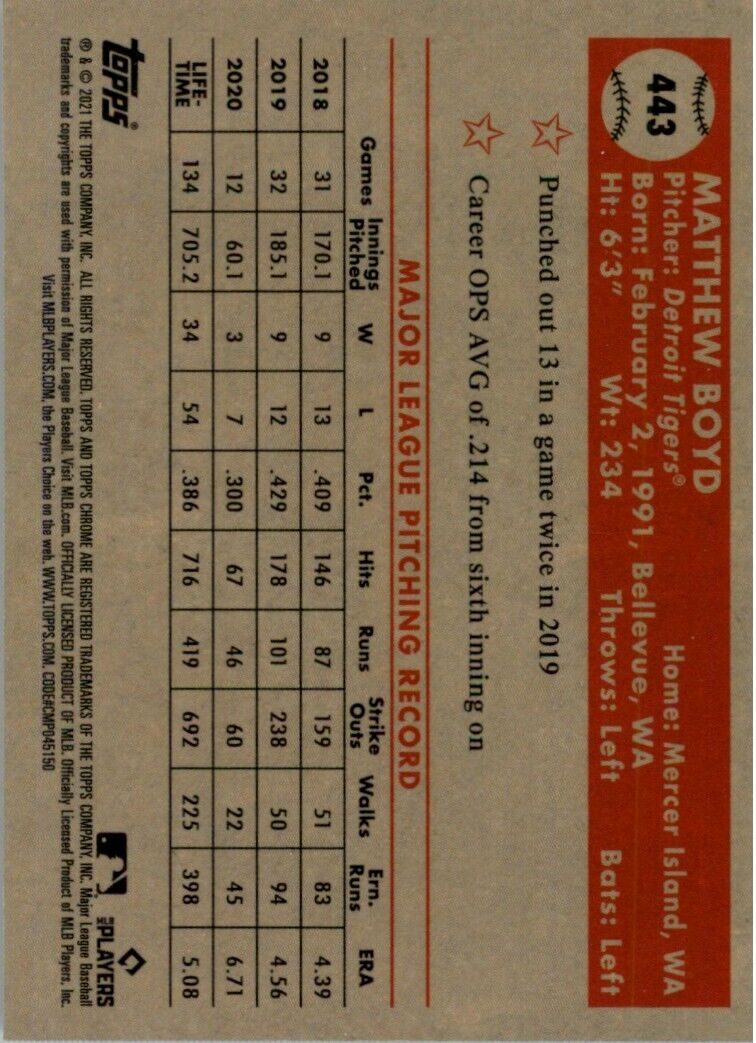 443
MATTHEW BOYD
Pitcher: Detroit Tigers® Home: Mercer Island, WA
Born: February 2, 1991, Bellevue, WA
Ht: 6'3" Wt: 234 Throws: Left Bats: Left
Punched out 13 in a game twice in 2019
Career OPS AVG of .214 from sixth inning on
MAJOR LEAGUE PITCHING RECORD
Games Innings Pitched W L Pct. Hits Runs Strike Outs Walks Ern. Runs ERA
2018 31 170.1 9 13 .409 146 87 159 51 83 4.39
2019 32 185.1 9 12 .429 178 101 238 50 94 4.56
2020 12 60.1 3 7 .300 67 46 60 22 45 6.71
LIFE-TIME 134 705.2 34 54 .386 716 419 692 225 398 5.08
topps®
MLB PLAYERS
® & © 2021 THE TOPPS COMPANY, INC. ALL RIGHTS RESERVED. TOPPS AND TOPPS CHROME ARE REGISTERED TRADEMARKS OF THE TOPPS COMPANY, INC. Major League Baseball
trademarks and copyrights are used with permission of Major League Baseball. Visit MLB.com. OFFICIALLY LICENSED PRODUCT OF MLB. Officially Licensed Product of MLB Players, Inc.
Visit MLBPLAYERS.COM, the Players Choice on the web. WWW.TOPPS.COM. CODE#CMP045150